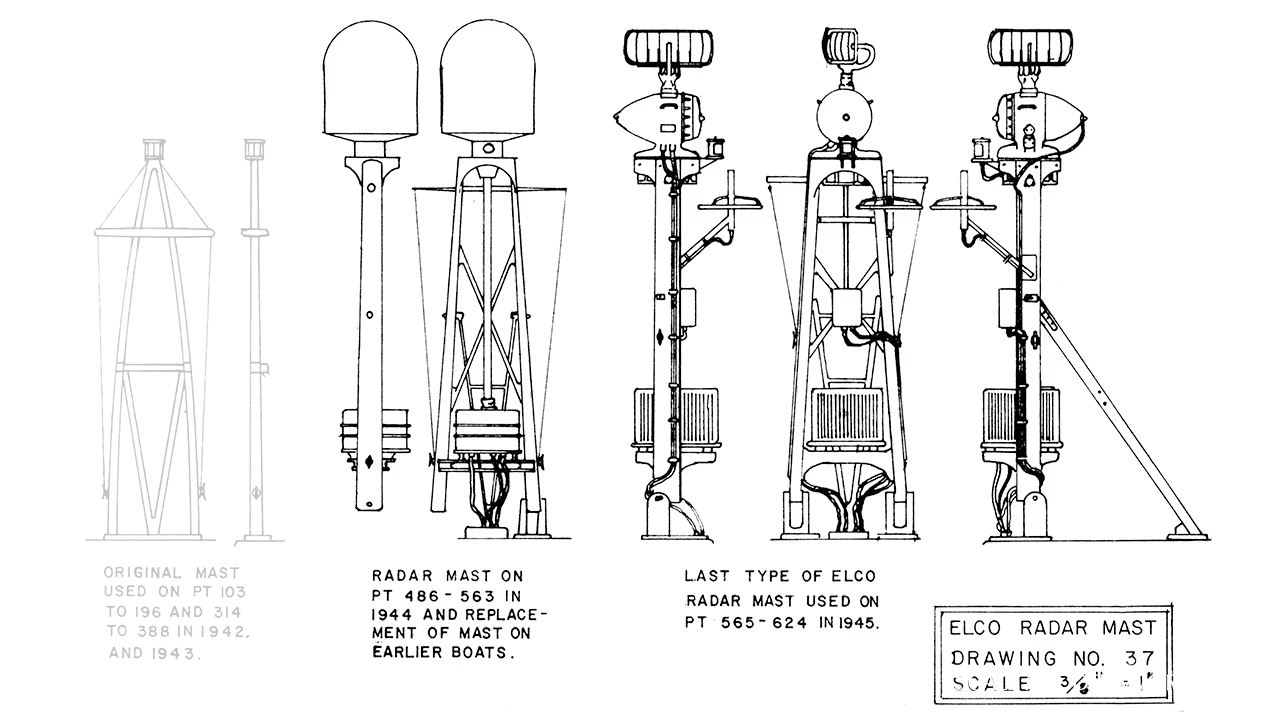 ORIGINAL MAST
USED ON PT 103
TO 196 AND 314
TO 388 IN 1942,
AND 1943.
RADAR MAST ON
PT 486-563 IN
1944 AND REPLACE-
MENT OF MAST ON
EARLIER BOATS.
LAST TYPE OF ELCO
RADAR MAST USED ON
PT 565-624 IN 1945.
ELCO RADAR MAST
DRAWING NO. 37
SCALE = 1"